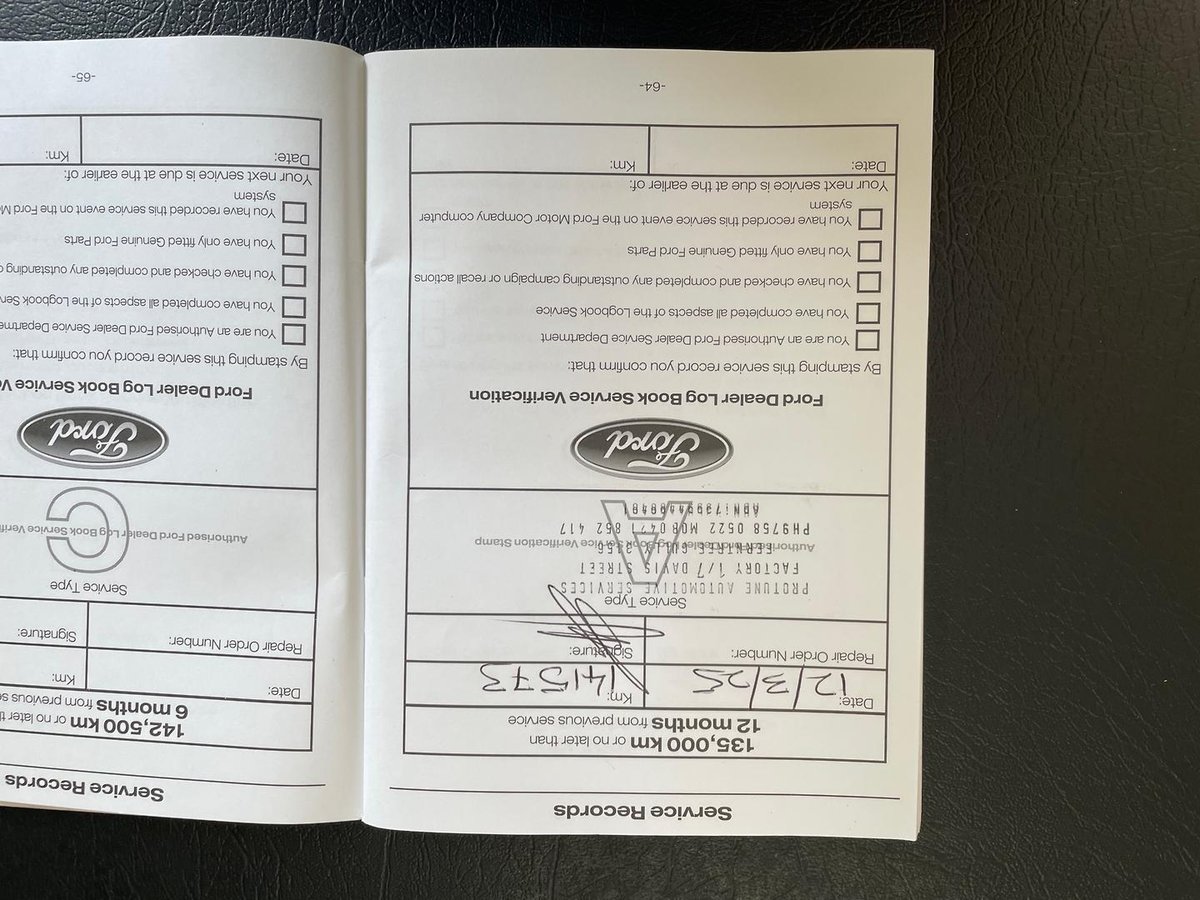 Service Records
135,000 km or no later than
12 months from previous service
Date: 12/3/25
Km: 141573
Repair Order Number:
Signature:
Service Type
A
PROTUNE AUTOMOTIVE SERVICES
FACTORY 1/7 DAVIS STREET
FERNTREE GULLY 3156
Authorised Ford Dealer Log Book Service Verification Stamp
PH9758 0522 852 417
Ford
Ford Dealer Log Book Service Verification
By stamping this service record you confirm that:
You are an Authorised Ford Dealer Service Department
You have completed all aspects of the Logbook Service
You have checked and completed any outstanding campaign or recall actions
You have only fitted Genuine Ford Parts
You have recorded this service event on the Ford Motor Company computer
system
Your next service is due at the earlier of:
Date:
Km:
-64-
Service Records
142,500 km or no later
6 months from previous
Date:
Km:
Repair Order Number:
Signature:
Service Type
C
Authorised Ford Dealer Log Book Service
Ford
Ford Dealer Log Book Service
By stamping this service record you confirm that:
You are an Authorised Ford Dealer Service
You have completed all aspects of the Logbook
You have checked and completed any outstanding
You have only fitted Genuine Ford Parts
You have recorded this service event on the Ford
system
Your next service is due at the earlier of:
Date:
Km:
-65-